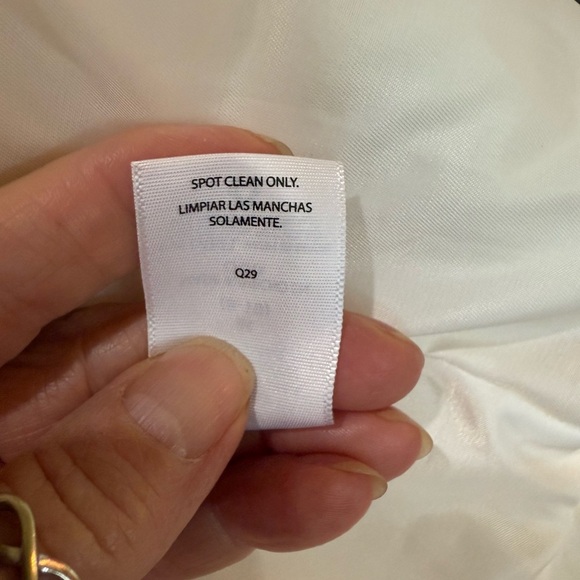 SPOT CLEAN ONLY.
LIMPIAR LAS MANCHAS
SOLAMENTE.
Q29